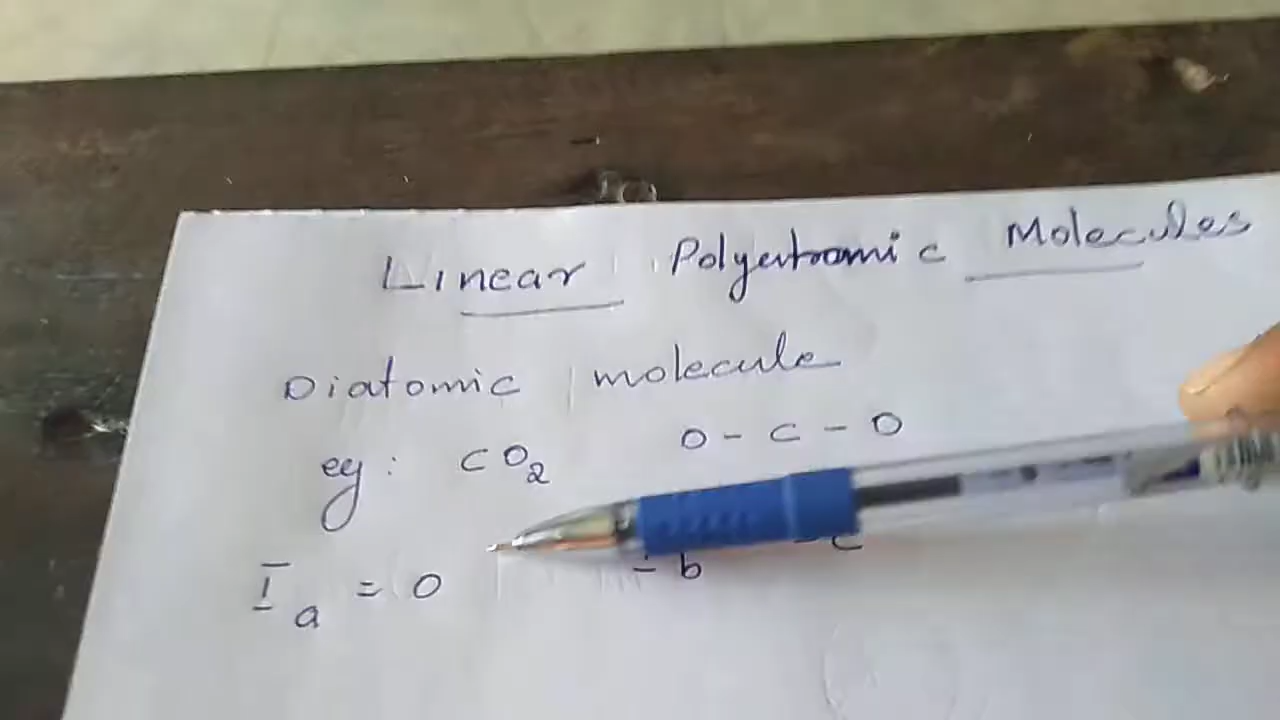 Linear Polyatomic Molecules
Diatomic molecule
eg: CO2 O-C-O
Ia = 0 b c